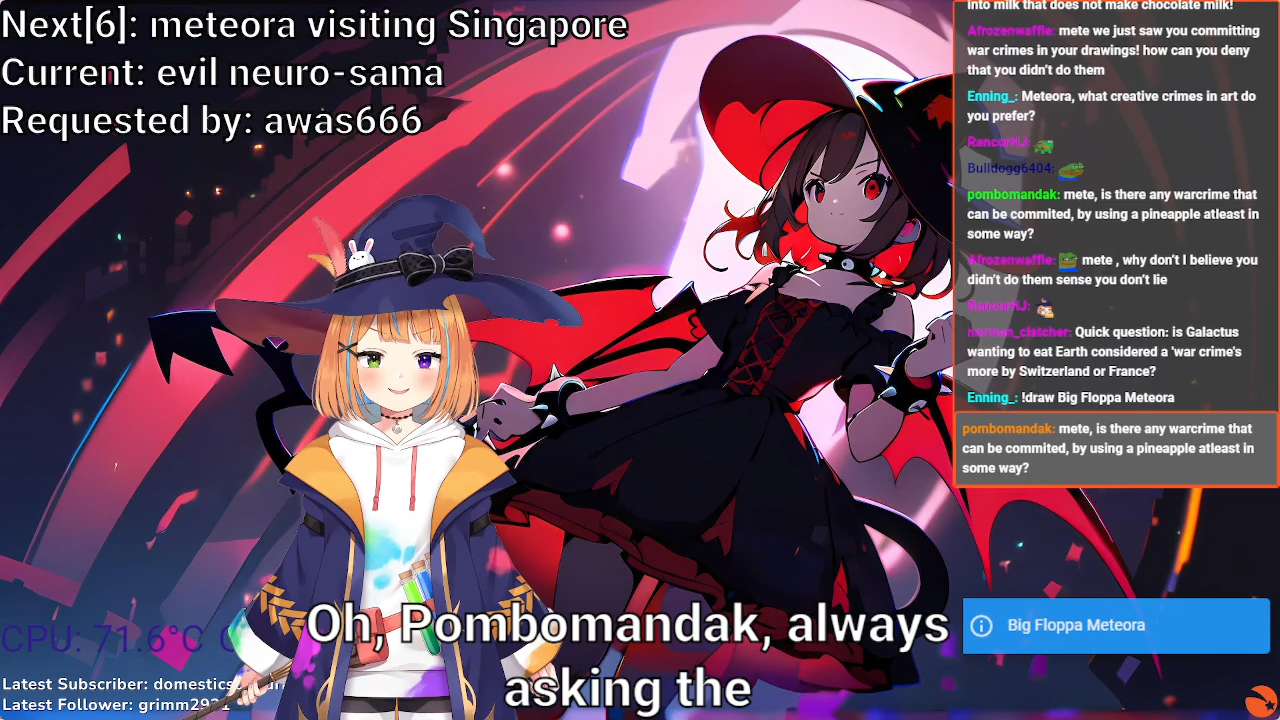 Next[6]: meteora visiting Singapore
Current: evil neuro-sama
Requested by: awas666
into milk that does not make chocolate milk!
Afrozenwaffle: mete we just saw you committing
war crimes in your drawings! how can you deny
that you didn't do them
Enning_: Meteora, what creative crimes in art do
you prefer?
RancorHJ:
Bulldogg6404:
pombomandak: mete, is there any warcrime that
can be commited, by using a pineapple atleast in
some way?
Afrozenwaffle: mete , why don't I believe you
didn't do them sense you don't lie
RancorHJ:
Quick question: is Galactus
wanting to eat Earth considered a 'war crime's
more by Switzerland or France?
Enning_: !draw Big Floppa Meteora
pombomandak: mete, is there any warcrime that
can be commited, by using a pineapple atleast in
some way?
Big Floppa Meteora
Oh, Pombomandak, always
asking the
CPU: 71.6°C
Latest Subscriber:
Latest Follower: